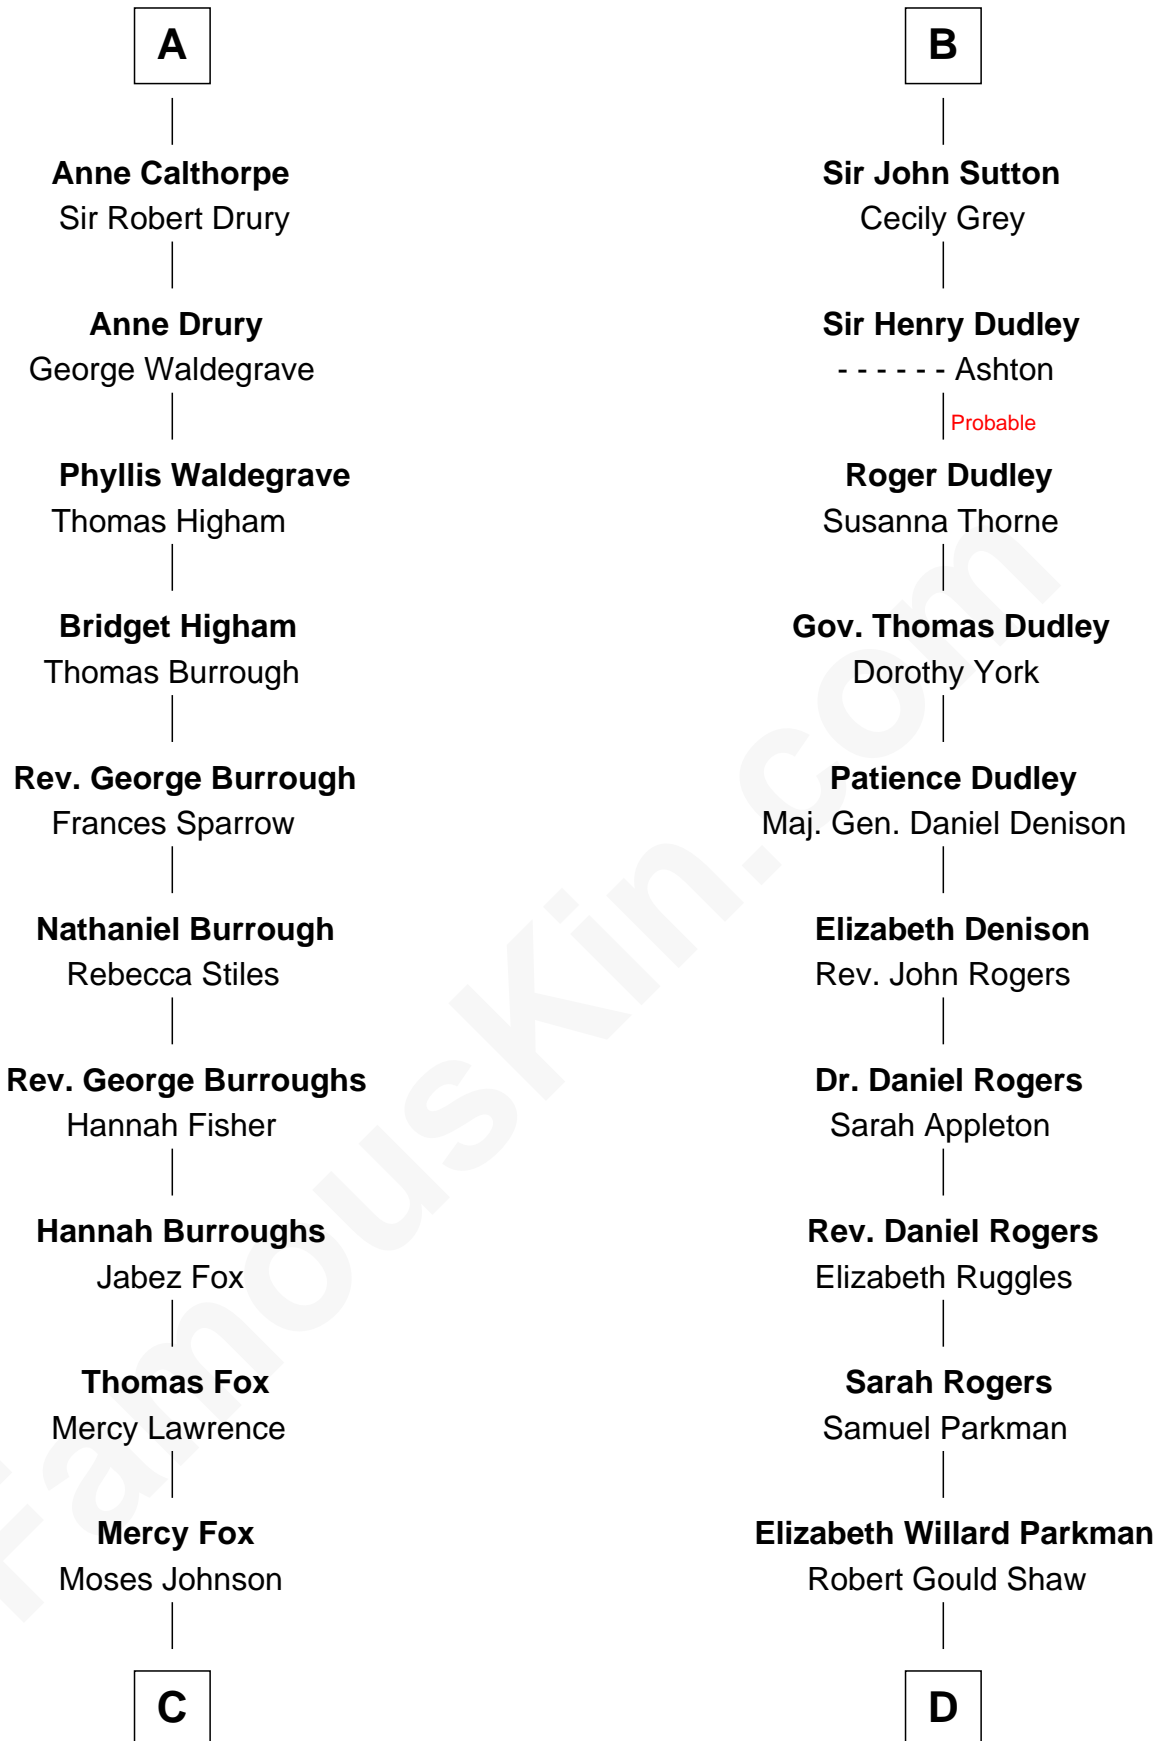 A
Anne Calthorpe
Sir Robert Drury
Anne Drury
George Waldegrave
Phyllis Waldegrave
Thomas Higham
Bridget Higham
Thomas Burrough
Rev. George Burrough
Frances Sparrow
Nathaniel Burrough
Rebecca Stiles
Rev. George Burroughs
Hannah Fisher
Hannah Burroughs
Jabez Fox
Thomas Fox
Mercy Lawrence
Mercy Fox
Moses Johnson
C
B
Sir John Sutton
Cecily Grey
Sir Henry Dudley
- - - - - - Ashton
Probable
Roger Dudley
Susanna Thorne
Gov. Thomas Dudley
Dorothy York
Patience Dudley
Maj. Gen. Daniel Denison
Elizabeth Denison
Rev. John Rogers
Dr. Daniel Rogers
Sarah Appleton
Rev. Daniel Rogers
Elizabeth Ruggles
Sarah Rogers
Samuel Parkman
Elizabeth Willard Parkman
Robert Gould Shaw
D
FamousKin.com